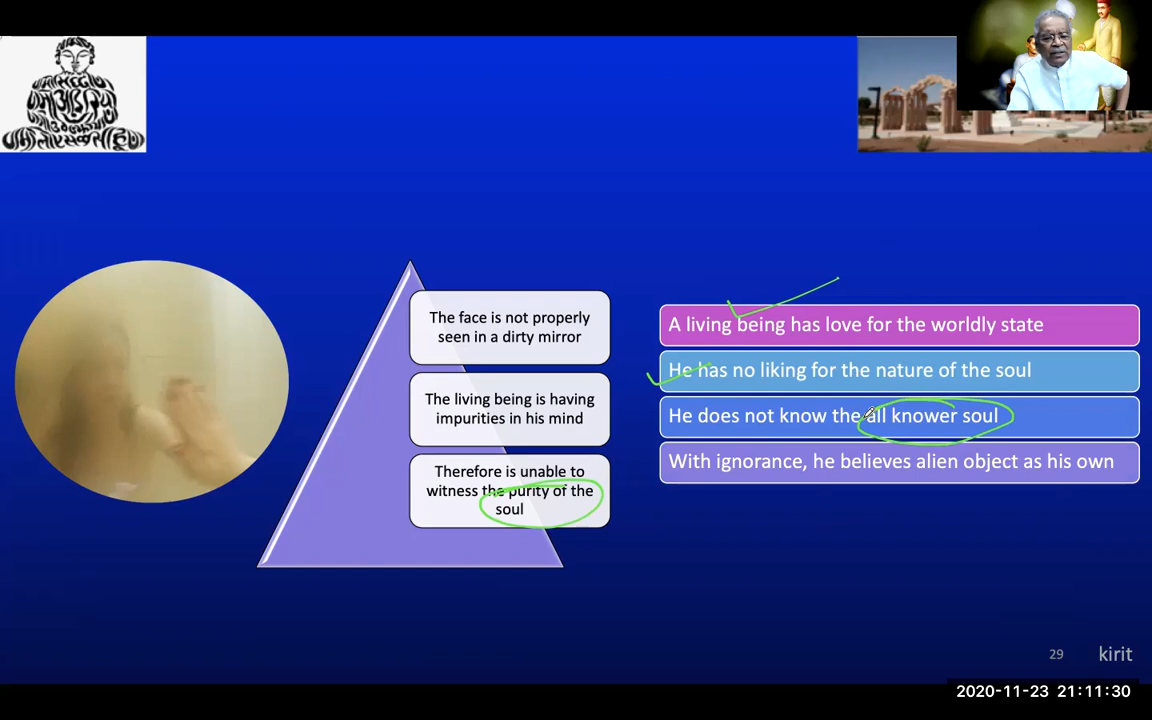 The face is not properly
seen in a dirty mirror
The living being is having
impurities in his mind
Therefore is unable to
witness the purity of the
soul
A living being has love for the worldly state
He has no liking for the nature of the soul
He does not know the all knower soul
With ignorance, he believes alien object as his own
29
kirit
2020-11-23 21:11:30